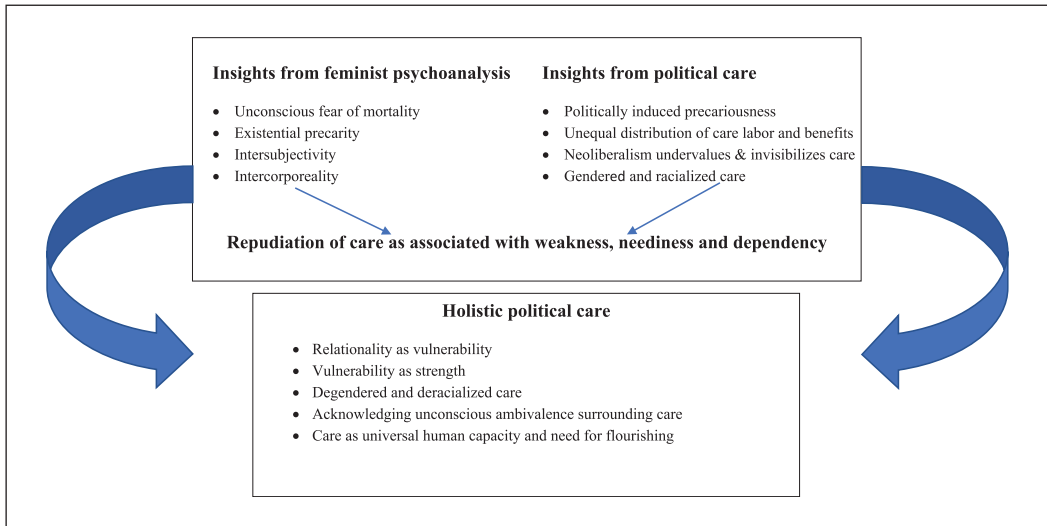 Insights from feminist psychoanalysis
• Unconscious fear of mortality
• Existential precarity
• Intersubjectivity
• Intercorporeality
Insights from political care
• Politically induced precariousness
• Unequal distribution of care labor and benefits
• Neoliberalism undervalues & invisibilizes care
• Gendered and racialized care
Repudiation of care as associated with weakness, neediness and dependency
Holistic political care
• Relationality as vulnerability
• Vulnerability as strength
• Degendered and deracialized care
• Acknowledging unconscious ambivalence surrounding care
• Care as universal human capacity and need for flourishing